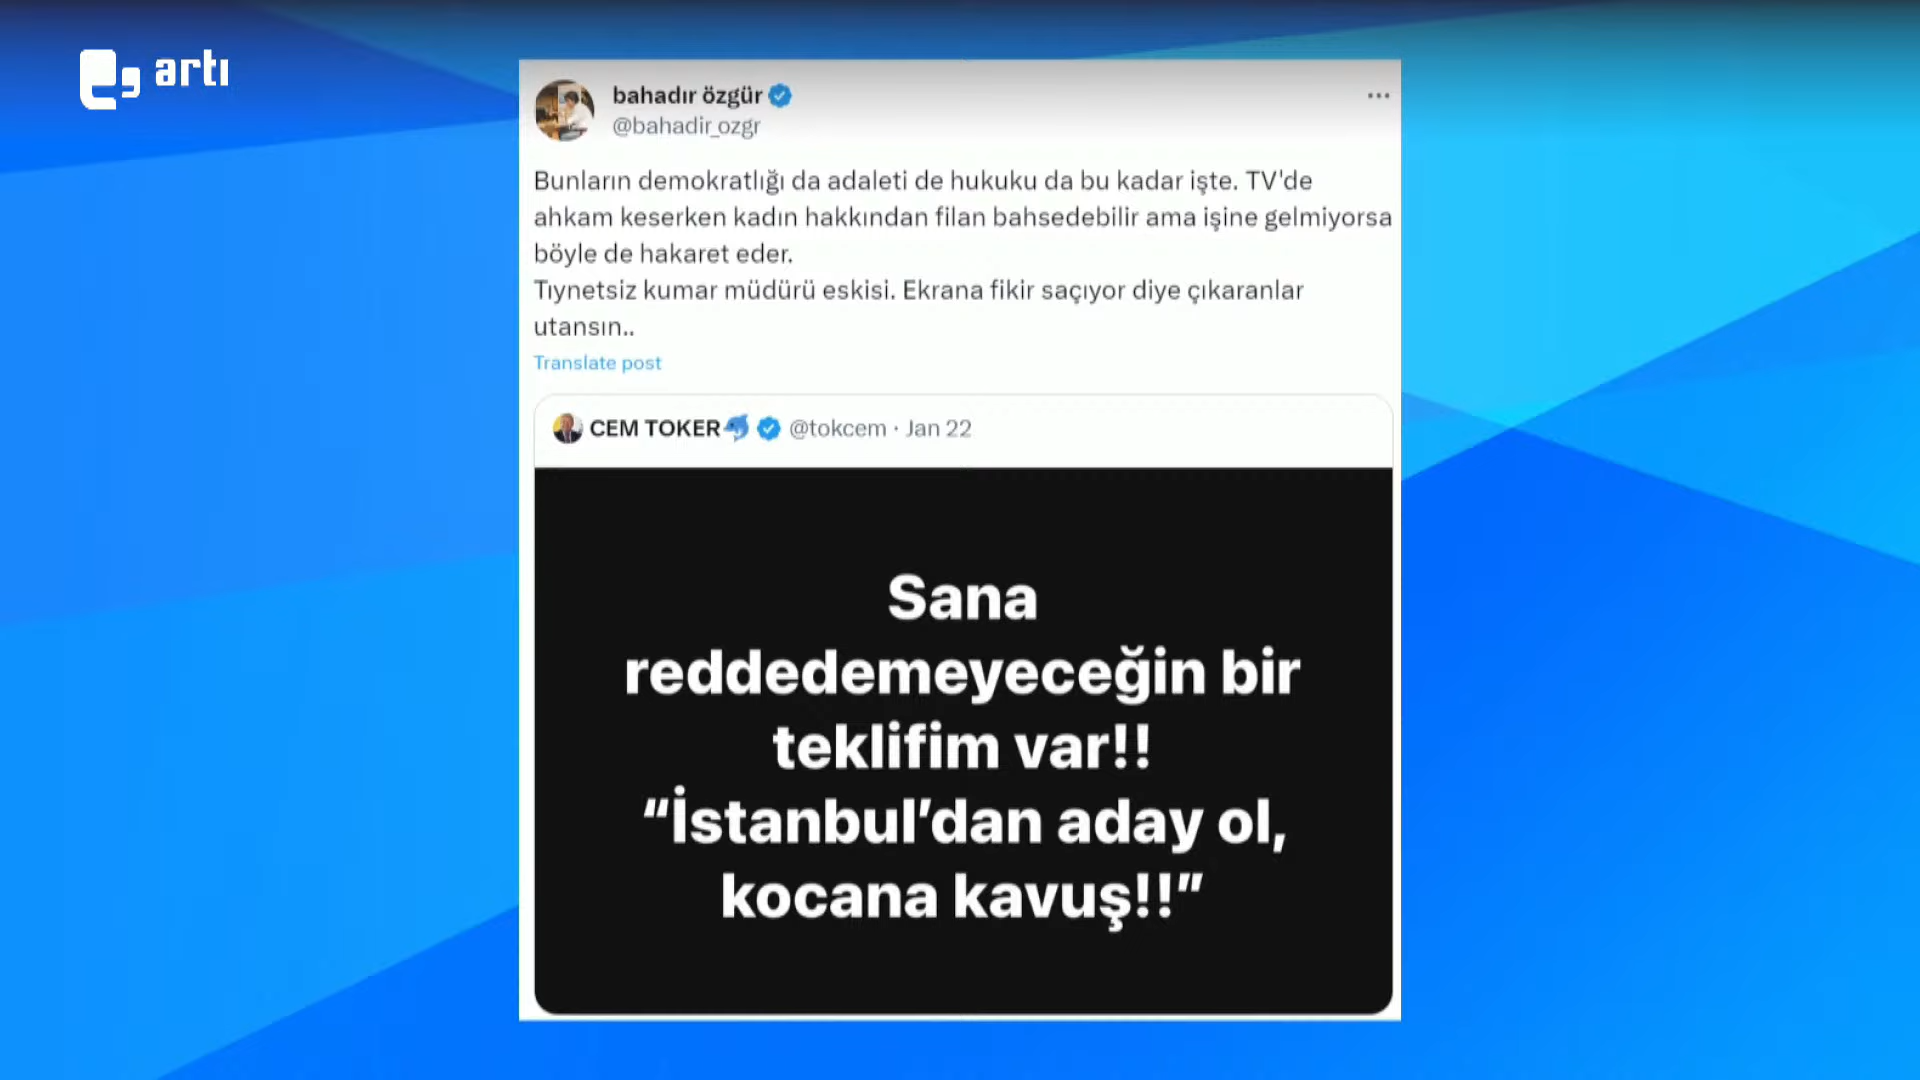 artı
bahadır özgür
@bahadir_ozgr
Bunların demokratlığı da adaleti de hukuku da bu kadar işte. TV'de
ahkam keserken kadın hakkından filan bahsedebilir ama işine gelmiyorsa
böyle de hakaret eder.
Tıynetsiz kumar müdürü eskisi. Ekrana fikir saçıyor diye çıkaranlar
utansın..
Translate post
CEM TOKER🐬 @tokcem · Jan 22
Sana
reddedemeyeceğin bir
teklifim var!!
“İstanbul’dan aday ol,
kocana kavuş!!”